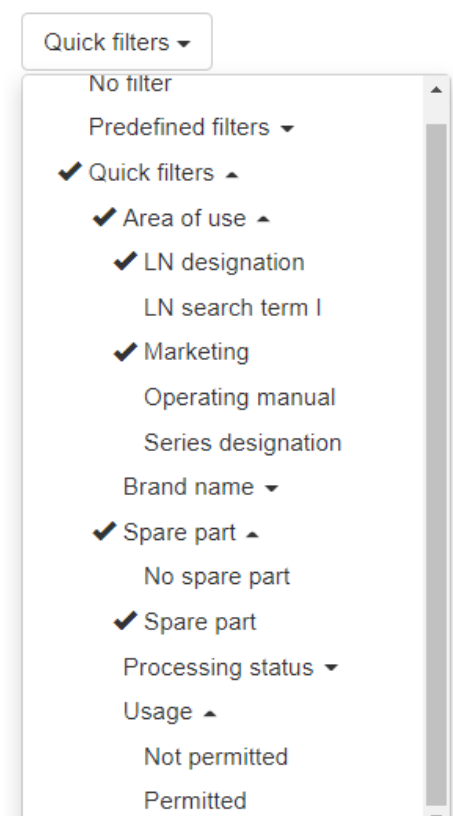 Quick filters
No filter
Predefined filters
Quick filters
Area of use
LN designation
LN search term I
Marketing
Operating manual
Series designation
Brand name
Spare part
No spare part
Spare part
Processing status
Usage
Not permitted
Permitted